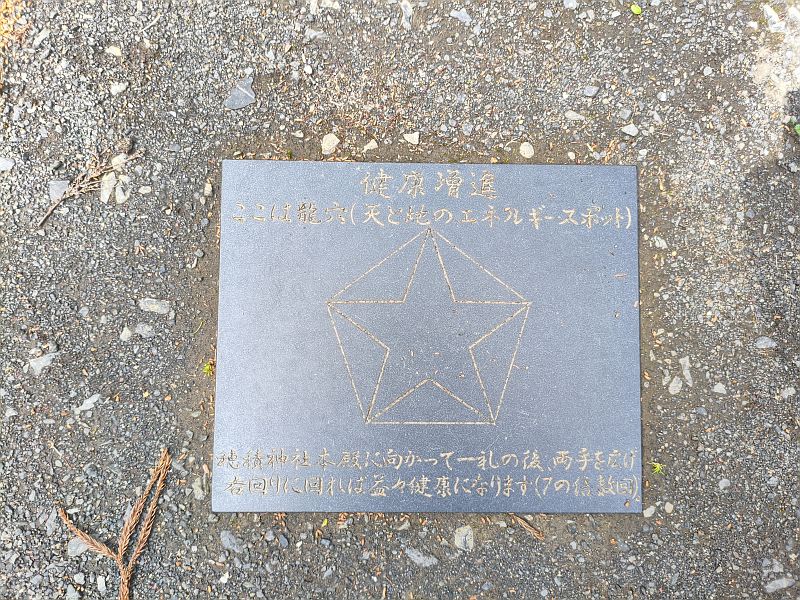 健康増進
ここは龍穴(天と地のエネルギースポット)
穂積神社本殿に向かって一礼の後、両手を広げ
右回りに回れば益々健康になります(7の倍数回)